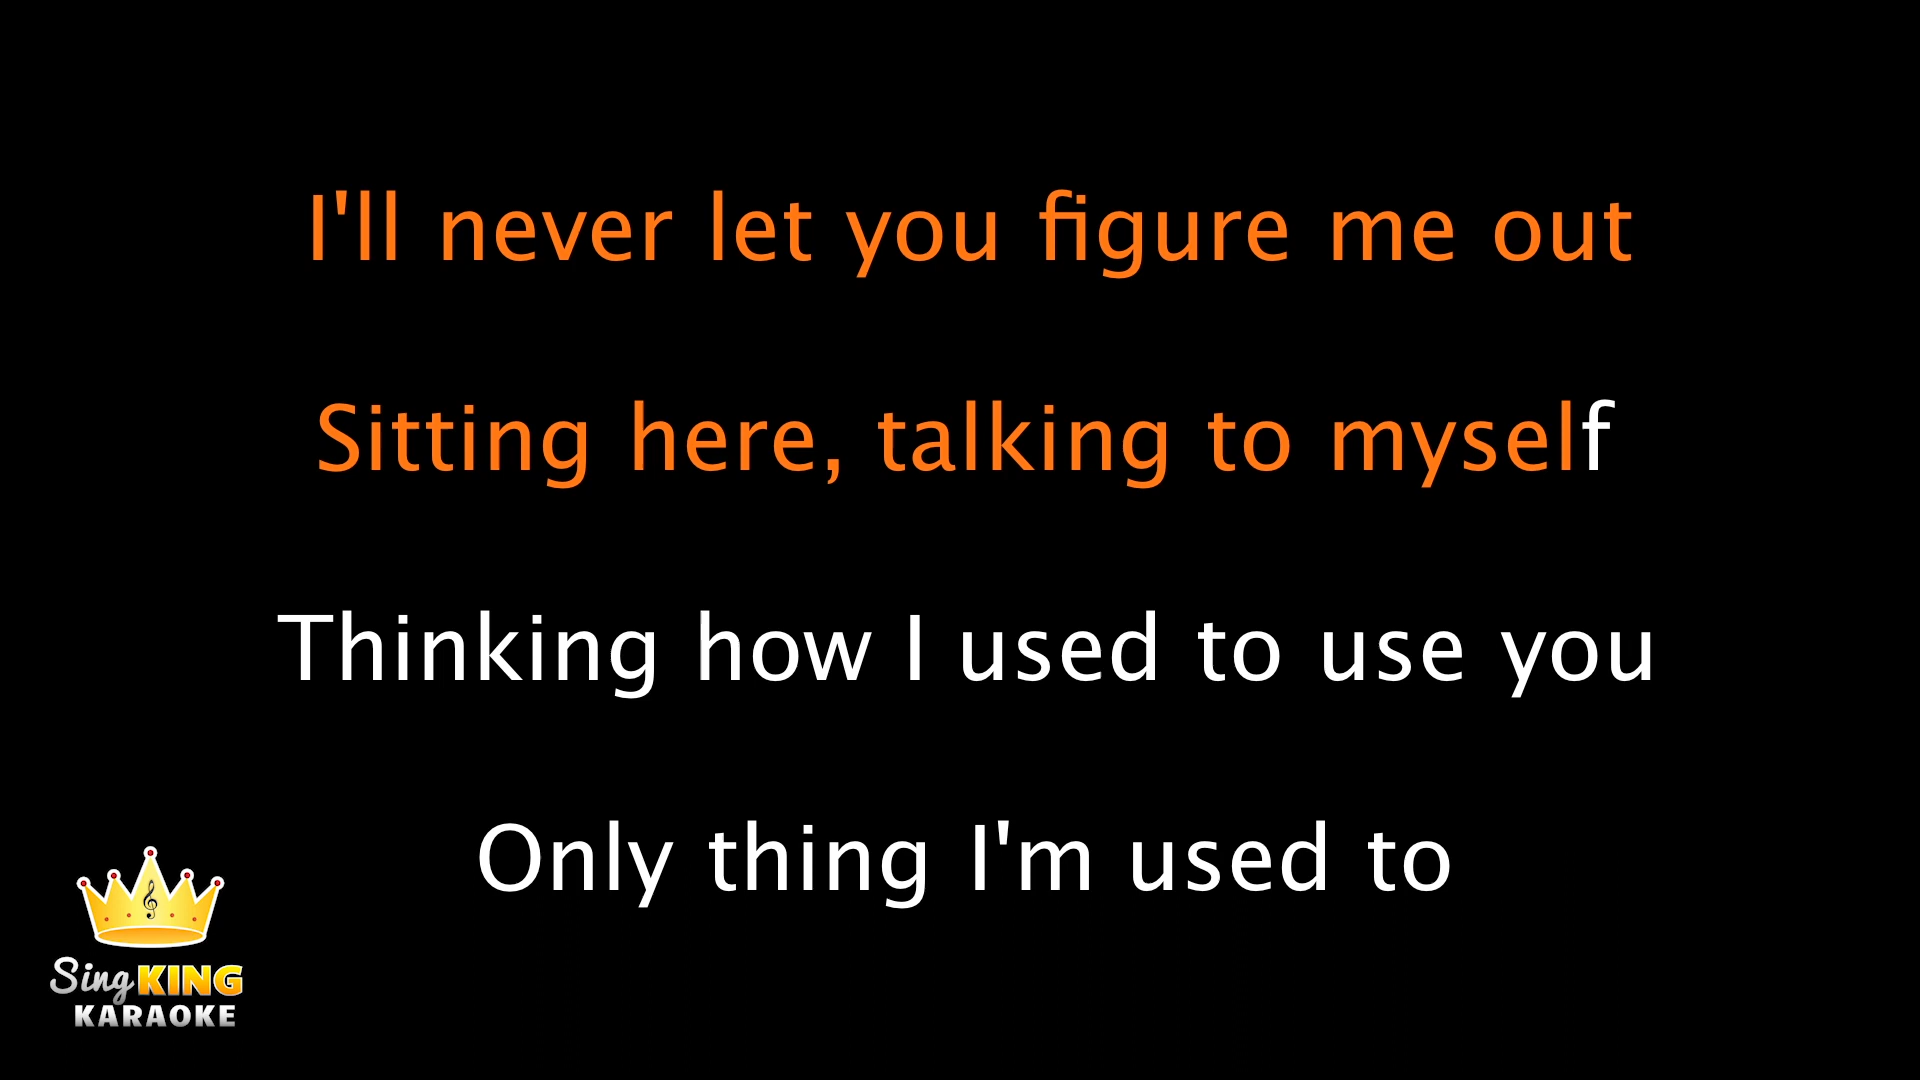 I'll never let you figure me out
Sitting here, talking to myself
Thinking how I used to use you
Only thing I'm used to
Sing KING
KARAOKE